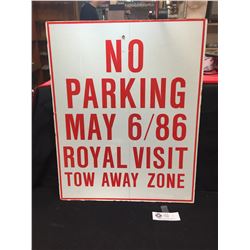 NO
PARKING
MAY 6/86
ROYAL VISIT
TOW AWAY ZONE